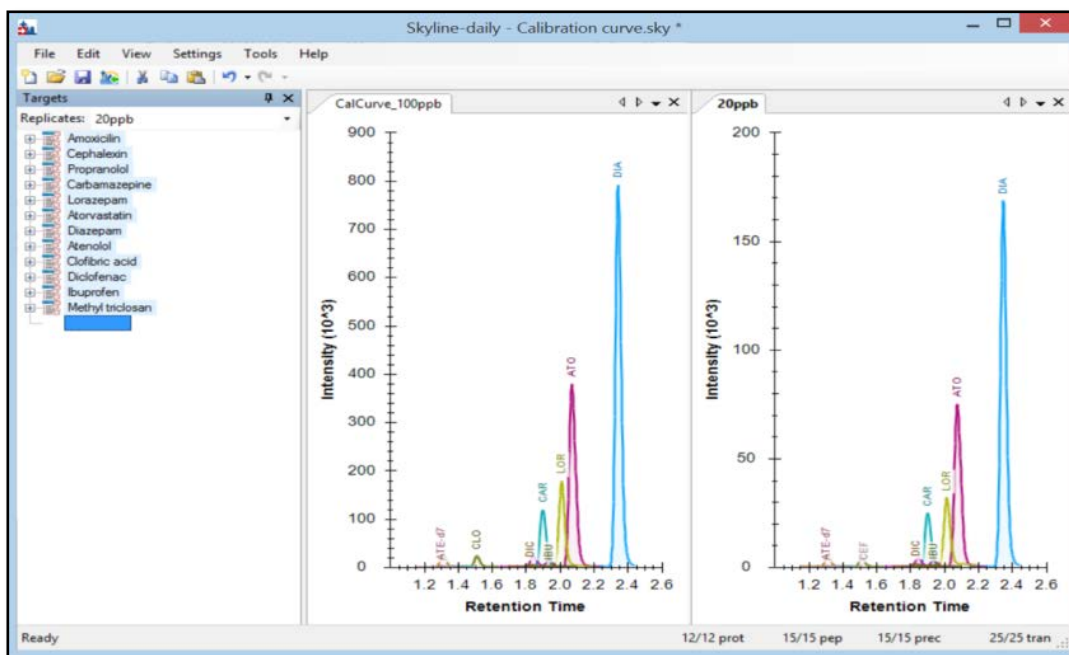 Skyline-daily - Calibration curve.sky *
File Edit View Settings Tools Help
Targets
Replicates: 20ppb
Amoxicilin
Cephalexin
Propranolol
Carbamazepine
Lorazepam
Atorvastatin
Diazepam
Atenolol
Clofibric acid
Diclofenac
Ibuprofen
Methyl triclosan
CalCurve_100ppb
900
800
700
600
500
400
300
200
100
0
Intensity (10^3)
ATE-d7
CLO
DIC
CAR
IBU
LOR
ATO
DIA
1.2 1.4 1.6 1.8 2.0 2.2 2.4 2.6
Retention Time
20ppb
200
150
100
50
0
Intensity (10^3)
ATE-d7
CEF
DIC
CAR
IBU
LOR
ATO
DIA
1.2 1.4 1.6 1.8 2.0 2.2 2.4 2.6
Retention Time
Ready 12/12 prot 15/15 pep 15/15 prec 25/25 tran